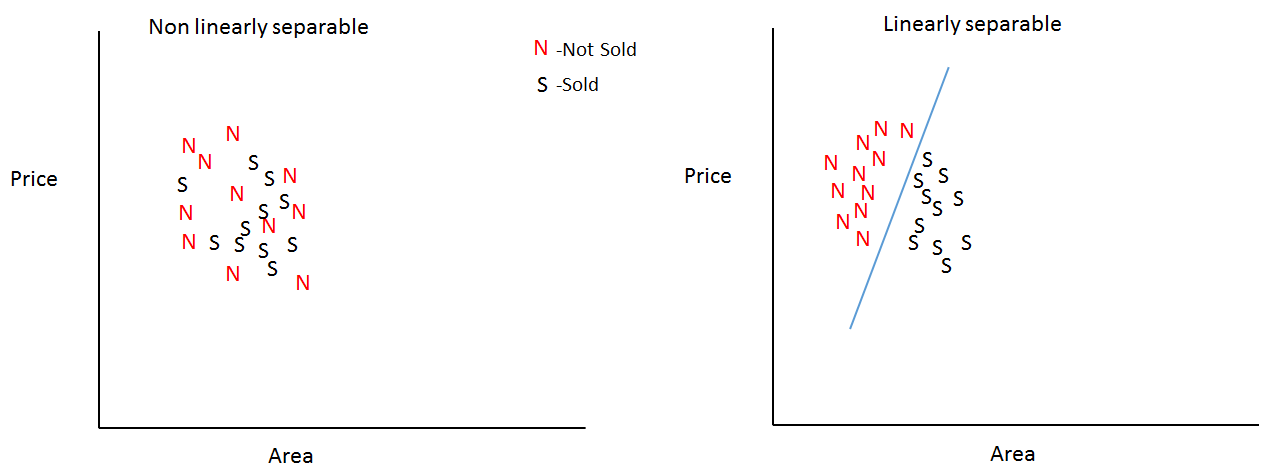 Non linearly separable
N -Not Sold
S -Sold
Price
N
N
N S
S N
S N
S
N S N
S N
N S S S S
N S
N
Area
Linearly separable
Price
N N
N
N N S
N S S
N N S S
N S
N S
N S S S
S
Area